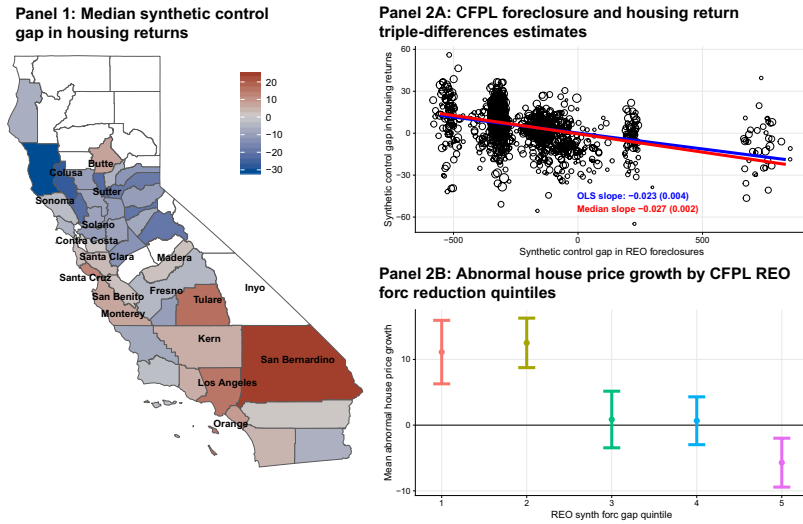 Panel 1: Median synthetic control
gap in housing returns
20
10
0
−10
−20
−30
Butte
Colusa
Sutter
Sonoma
Solano
Contra Costa
Santa Clara
Madera
Santa Cruz
Inyo
San Benito
Fresno
Tulare
Monterey
Kern
San Bernardino
Los Angeles
Orange
Panel 2A: CFPL foreclosure and housing return
triple−differences estimates
Synthetic control gap in housing returns
60
30
0
−30
−60
OLS slope: −0.023 (0.004)
Median slope −0.027 (0.002)
−500
0
500
Synthetic control gap in REO foreclosures
Panel 2B: Abnormal house price growth by CFPL REO
forc reduction quintiles
Mean abnormal house price growth
10
0
−10
1
2
3
4
5
REO synth forc gap quintile